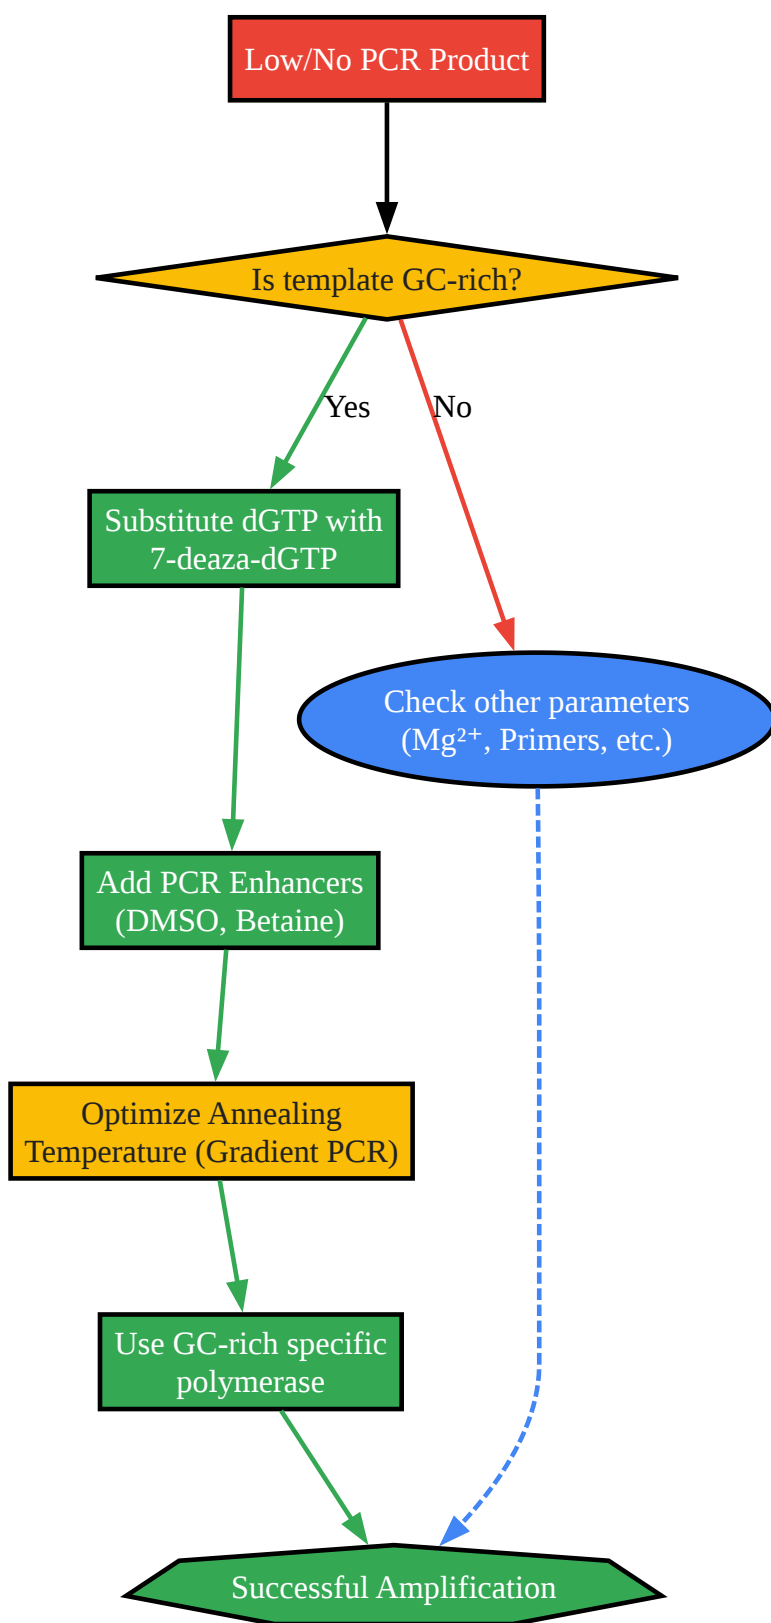 Low/No PCR Product
Is template GC-rich?
Yes
No
Substitute dGTP with
7-deaza-dGTP
Check other parameters
(Mg²⁺, Primers, etc.)
Add PCR Enhancers
(DMSO, Betaine)
Optimize Annealing
Temperature (Gradient PCR)
Use GC-rich specific
polymerase
Successful Amplification